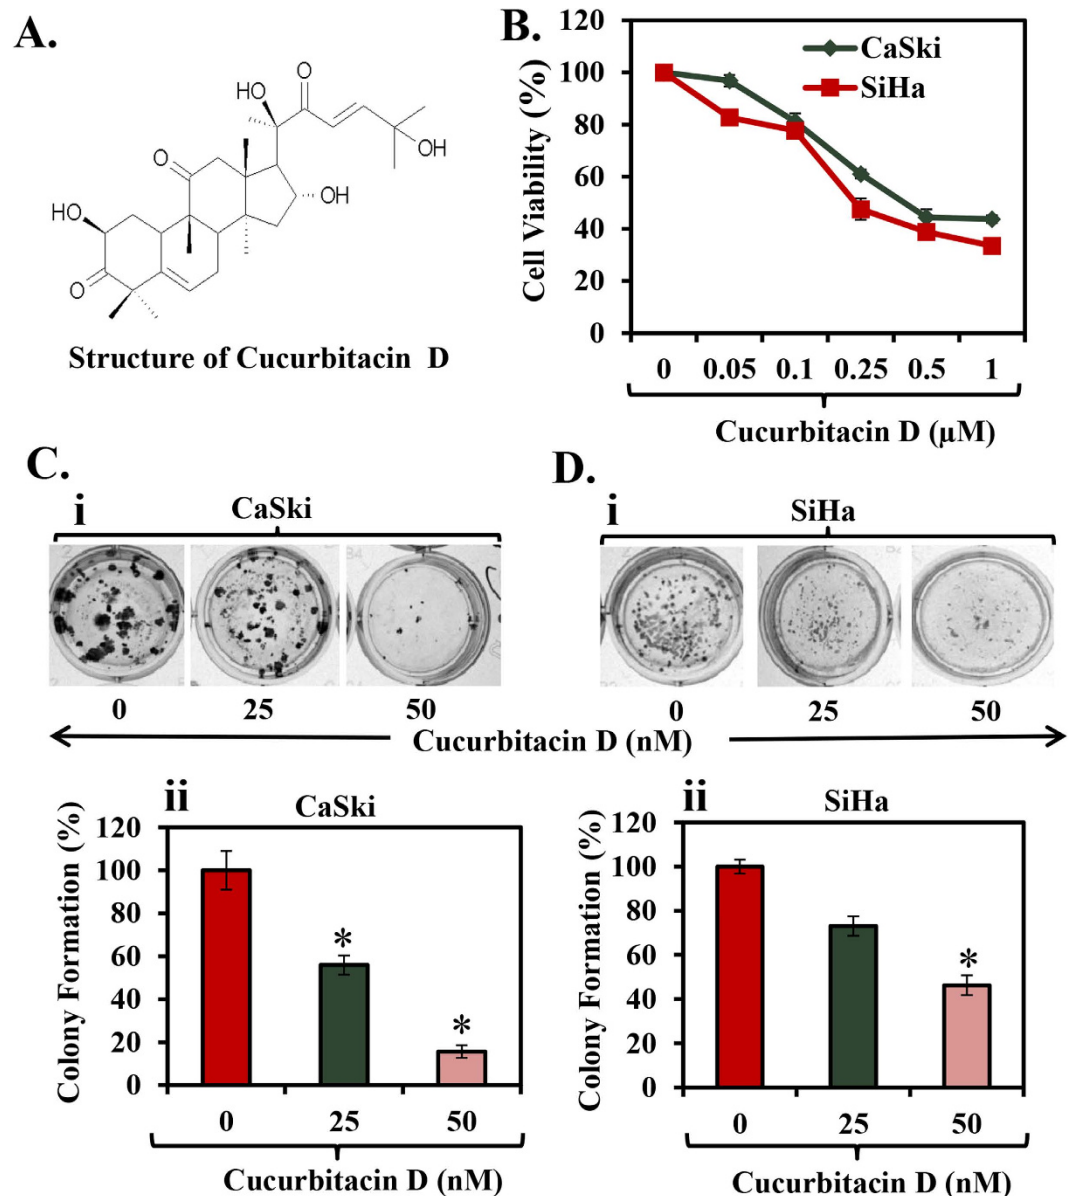 A.
HO
O
O
HO
OH
OH
O
Structure of Cucurbitacin D
B.
120
100
80
60
40
20
0
Cell Viability (%)
CaSki
SiHa
0 0.05 0.1 0.25 0.5 1
Cucurbitacin D (µM)
C.
i
CaSki
0 25 50
D.
i
SiHa
0 25 50
Cucurbitacin D (nM)
ii
CaSki
120
100
80
60
40
20
0
Colony Formation (%)
*
*
0 25 50
Cucurbitacin D (nM)
ii
SiHa
120
100
80
60
40
20
0
Colony Formation (%)
*
0 25 50
Cucurbitacin D (nM)